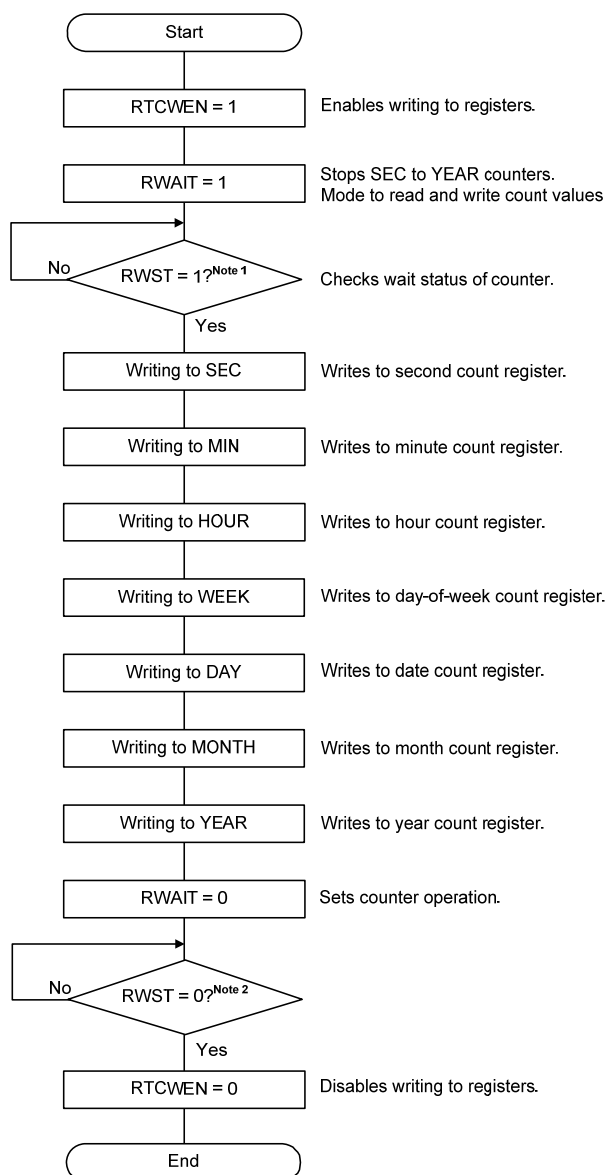 Start
RTCWEN = 1
Enables writing to registers.
RWAIT = 1
Stops SEC to YEAR counters.
Mode to read and write count values
No
RWST = 1?Note 1
Checks wait status of counter.
Yes
Writing to SEC
Writes to second count register.
Writing to MIN
Writes to minute count register.
Writing to HOUR
Writes to hour count register.
Writing to WEEK
Writes to day-of-week count register.
Writing to DAY
Writes to date count register.
Writing to MONTH
Writes to month count register.
Writing to YEAR
Writes to year count register.
RWAIT = 0
Sets counter operation.
No
RWST = 0?Note 2
Yes
RTCWEN = 0
Disables writing to registers.
End